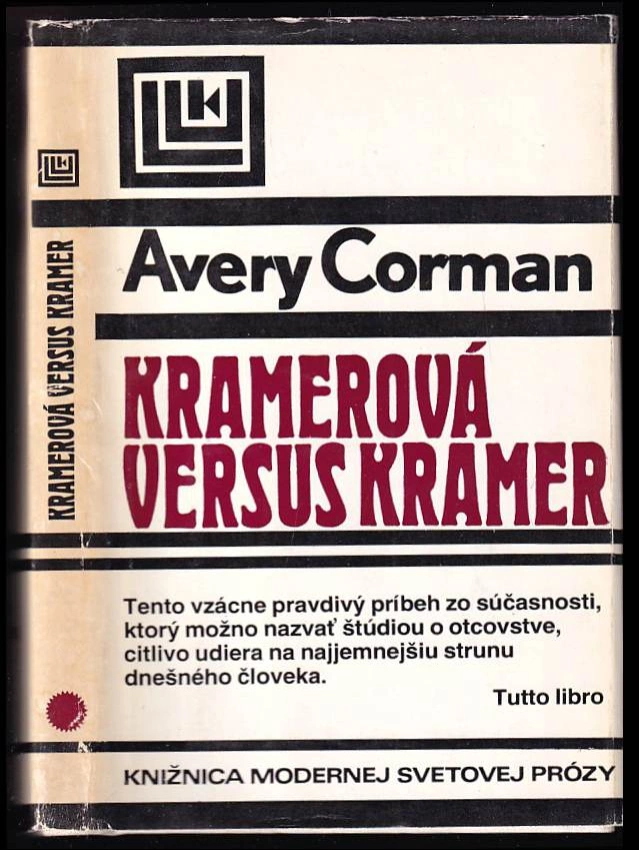 KRAMEROVÁ VERSUS KRAMER
Avery Corman
KRAMEROVÁ
VERSUS KRAMER
Tento vzácne pravdivý príbeh zo súčasnosti,
ktorý možno nazvať štúdiou o otcovstve,
citlivo udiera na najjemnejšiu strunu
dnešného človeka.
Tutto libro
KNIŽNICA MODERNEJ SVETOVEJ PRÓZY